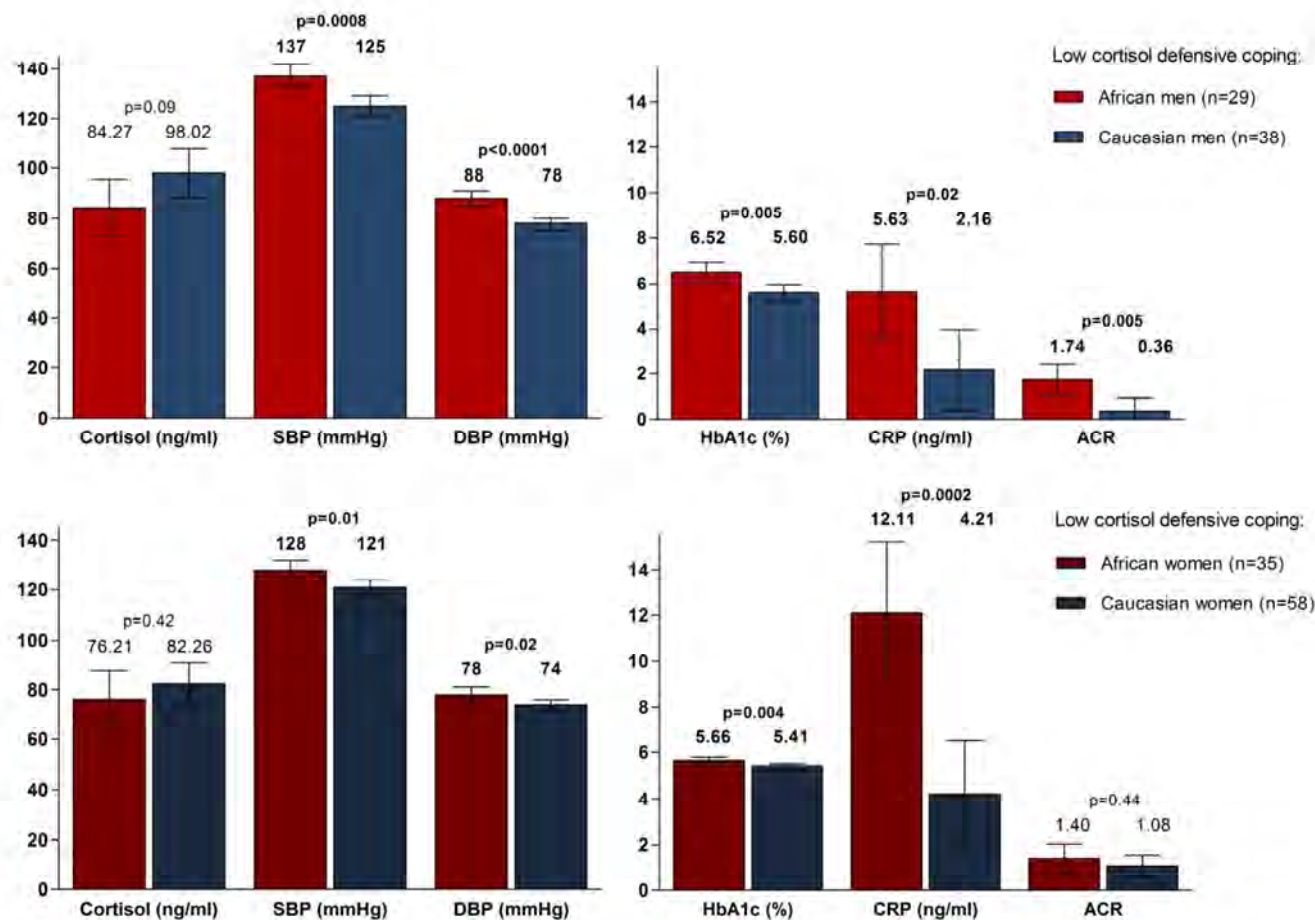 p=0.0008
137 125
p=0.09
84.27 98.02
p<0.0001
88 78
140
120
100
80
60
40
20
0
Cortisol (ng/ml) SBP (mmHg) DBP (mmHg)
14
12
10
8
6
4
2
0
p=0.005
6.52 5.60
p=0.02
5.63 2.16
p=0.005
1.74 0.36
HbA1c (%) CRP (ng/ml) ACR
Low cortisol defensive coping:
African men (n=29)
Caucasian men (n=38)
p=0.01
128 121
p=0.42
76.21 82.26
p=0.02
78 74
140
120
100
80
60
40
20
0
Cortisol (ng/ml) SBP (mmHg) DBP (mmHg)
p=0.0002
12.11 4.21
14
12
10
8
6
4
2
0
p=0.004
5.66 5.41
p=0.44
1.40 1.08
HbA1c (%) CRP (ng/ml) ACR
Low cortisol defensive coping:
African women (n=35)
Caucasian women (n=58)